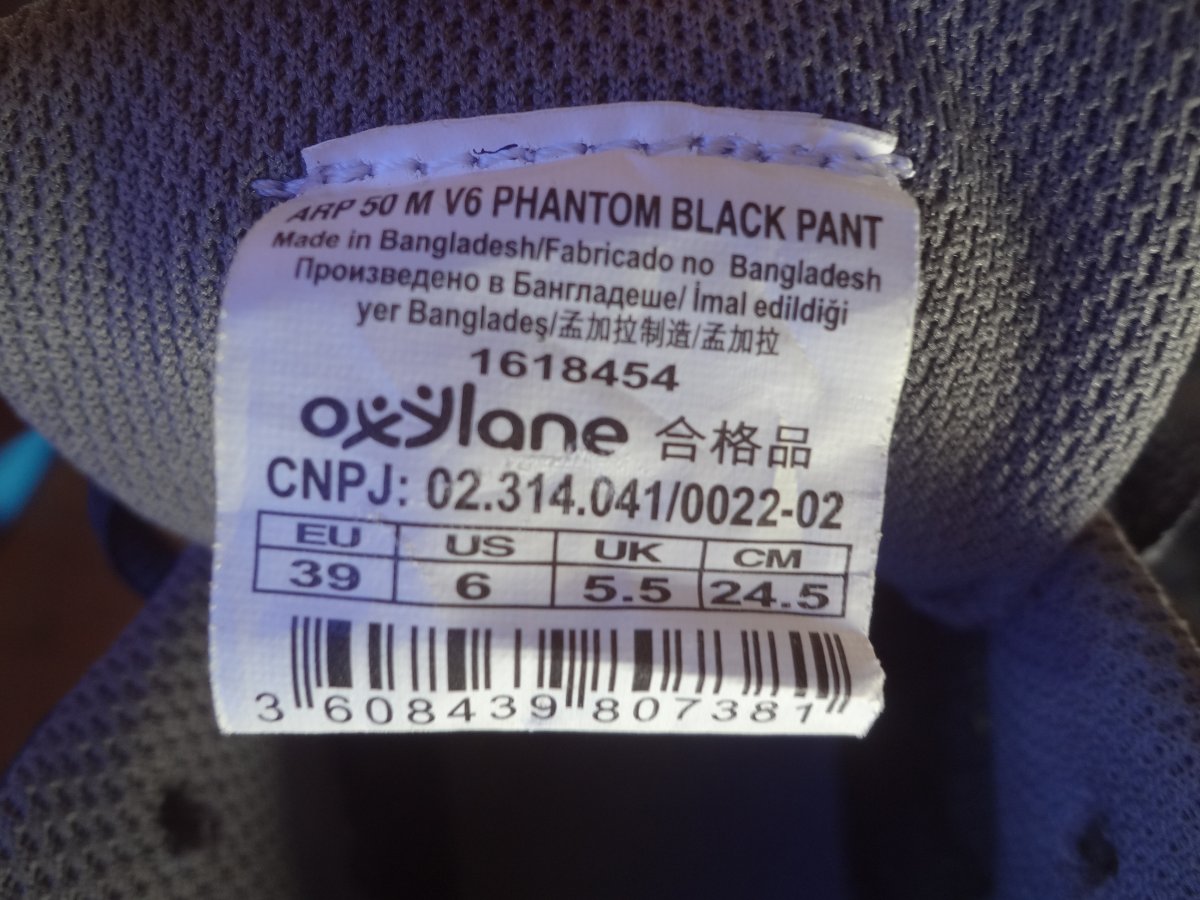 ARP 50 M V6 PHANTOM BLACK PANT
Made in Bangladesh/Fabricado no Bangladesh
Произведено в Бангладеше/ İmal edildiği
yer Bangladeş/孟加拉制造/孟加拉
1618454
oxylane 合格品
CNPJ: 02.314.041/0022-02
EU US UK CM
39 6 5.5 24.5
3 608439 807381